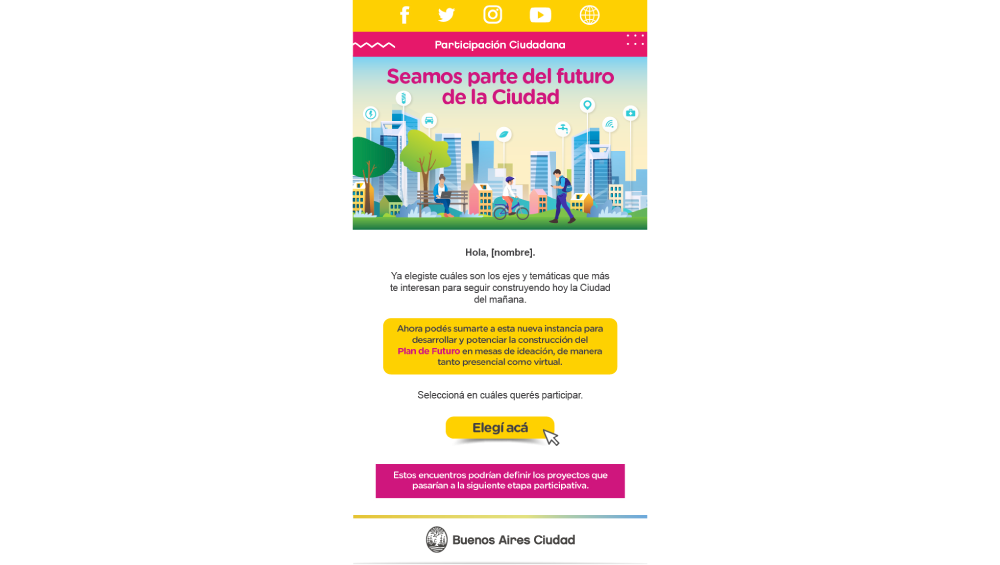 Participación Ciudadana
Seamos parte del futuro
de la Ciudad
Hola, [nombre].
Ya elegiste cuáles son los ejes y temáticas que más
te interesan para seguir construyendo hoy la Ciudad
del mañana.
Ahora podés sumarte a esta nueva instancia para
desarrollar y potenciar la construcción del
Plan de Futuro en mesas de ideación, de manera
tanto presencial como virtual.
Seleccioná en cuáles querés participar.
Elegí acá
Estos encuentros podrían definir los proyectos que
pasarían a la siguiente etapa participativa.
Buenos Aires Ciudad